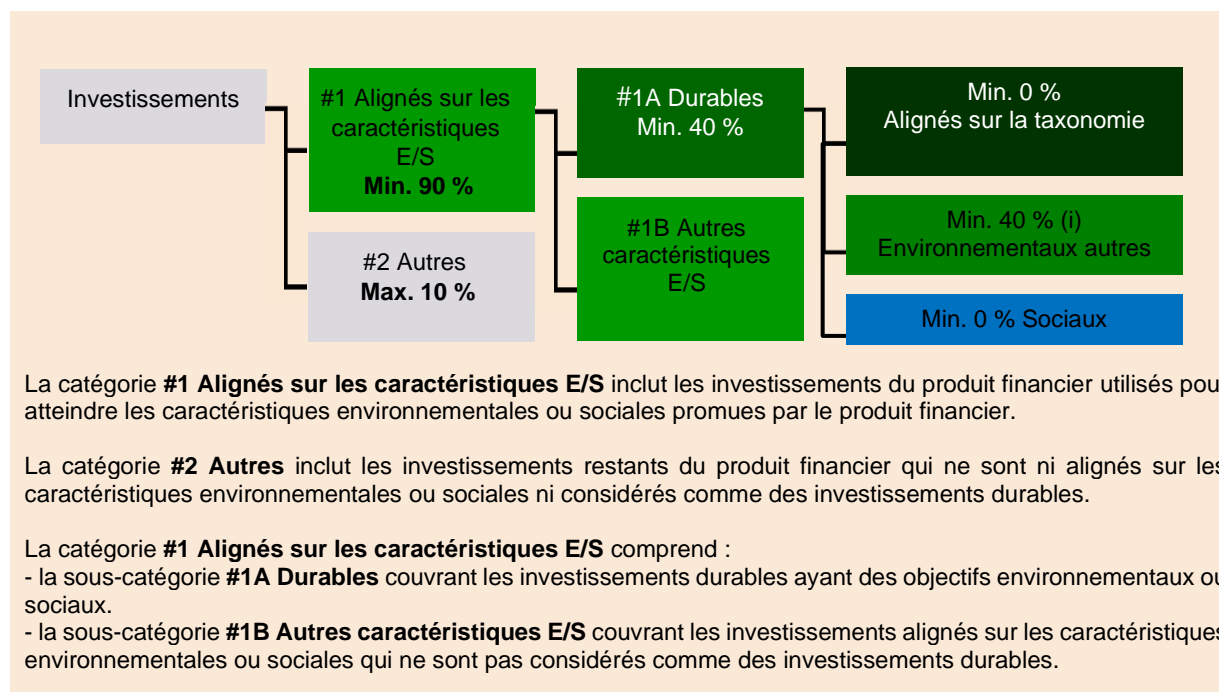 Investissements
#1 Alignés sur les
caractéristiques
E/S
Min. 90 %
#2 Autres
Max. 10 %
#1A Durables
Min. 40 %
#1B Autres
caractéristiques
E/S
Min. 0 %
Alignés sur la taxonomie
Min. 40 % (i)
Environnementaux autres
Min. 0 % Sociaux
La catégorie #1 Alignés sur les caractéristiques E/S inclut les investissements du produit financier utilisés pou
atteindre les caractéristiques environnementales ou sociales promues par le produit financier.
La catégorie #2 Autres inclut les investissements restants du produit financier qui ne sont ni alignés sur les
caractéristiques environnementales ou sociales ni considérés comme des investissements durables.
La catégorie #1 Alignés sur les caractéristiques E/S comprend :
- la sous-catégorie #1A Durables couvrant les investissements durables ayant des objectifs environnementaux ou
sociaux.
- la sous-catégorie #1B Autres caractéristiques E/S couvrant les investissements alignés sur les caractéristiques
environnementales ou sociales qui ne sont pas considérés comme des investissements durables.